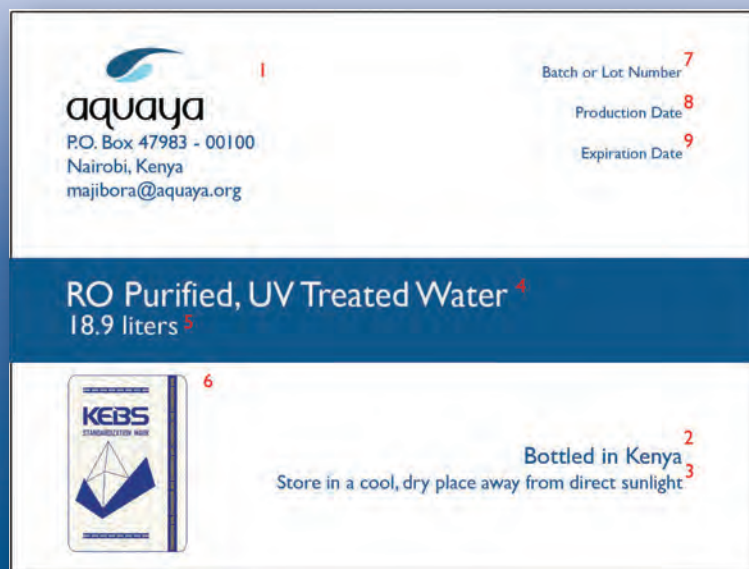 1
aquaya
P.O. Box 47983 - 00100
Nairobi, Kenya
majibora@aquaya.org
Batch or Lot Number 7
Production Date 8
Expiration Date 9
RO Purified, UV Treated Water 4
18.9 liters 5
6
KEBS
STANDARDIZATION MARK
Bottled in Kenya 2
Store in a cool, dry place away from direct sunlight 3